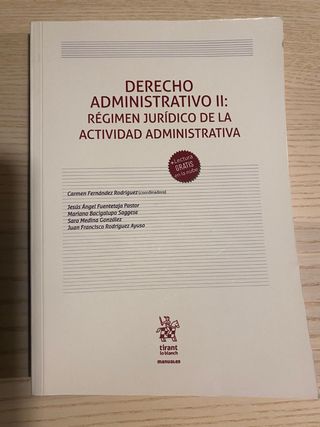 DERECHO
ADMINISTRATIVO II:
RÉGIMEN JURÍDICO DE LA
ACTIVIDAD ADMINISTRATIVA
+Lectura
GRATIS
en la nube
Carmen Fernández Rodríguez (coordinadora)
Jesús Ángel Fuentetaja Pastor
Mariano Bacigalupo Saggese
Sara Medina González
Juan Francisco Rodríguez Ayuso
tirant
lo blanch
MANUALES